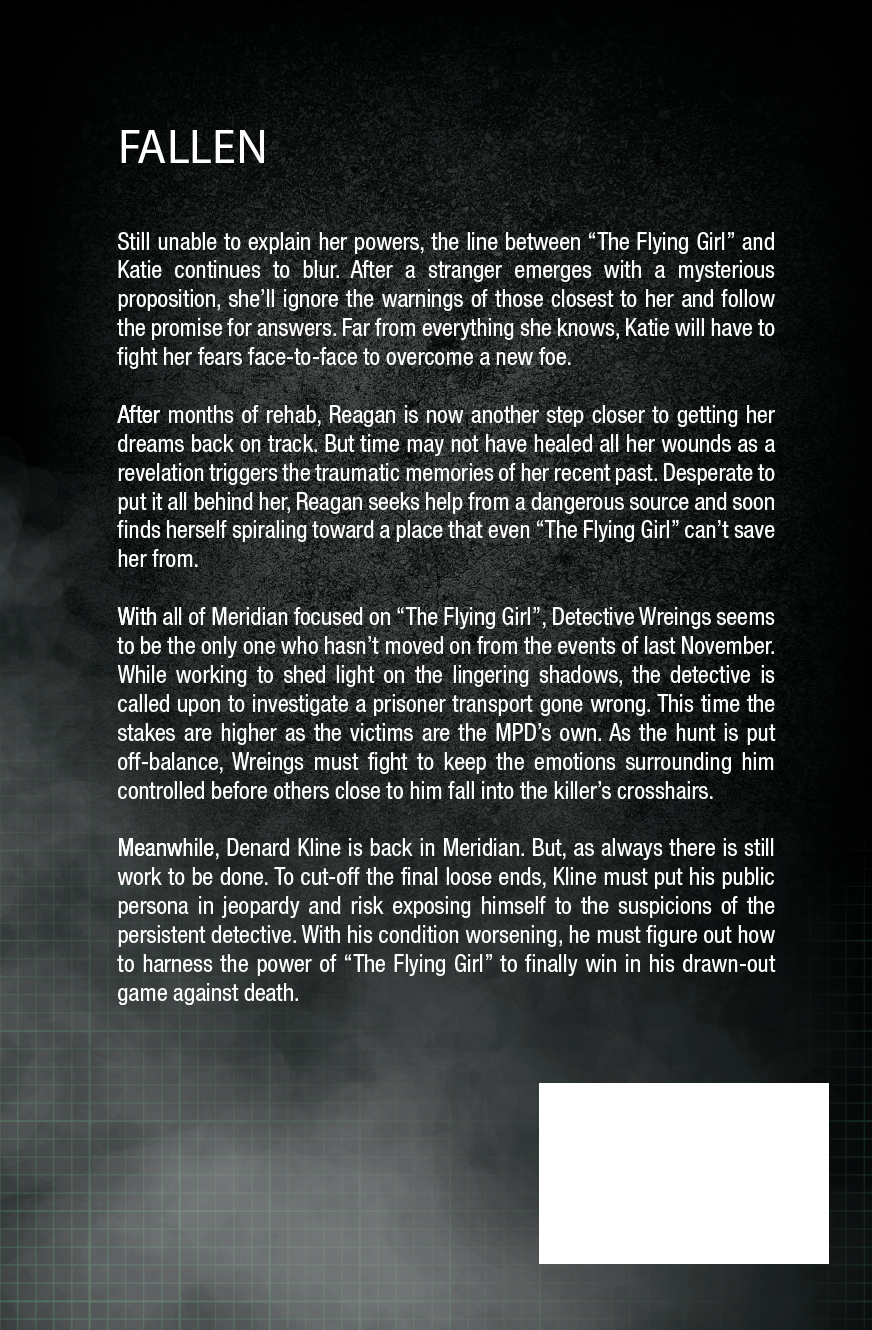 FALLEN
Still unable to explain her powers, the line between “The Flying Girl” and
Katie continues to blur. After a stranger emerges with a mysterious
proposition, she’ll ignore the warnings of those closest to her and follow
the promise for answers. Far from everything she knows, Katie will have to
fight her fears face-to-face to overcome a new foe.
After months of rehab, Reagan is now another step closer to getting her
dreams back on track. But time may not have healed all her wounds as a
revelation triggers the traumatic memories of her recent past. Desperate to
put it all behind her, Reagan seeks help from a dangerous source and soon
finds herself spiraling toward a place that even “The Flying Girl” can’t save
her from.
With all of Meridian focused on “The Flying Girl”, Detective Wreings seems
to be the only one who hasn’t moved on from the events of last November.
While working to shed light on the lingering shadows, the detective is
called upon to investigate a prisoner transport gone wrong. This time the
stakes are higher as the victims are the MPD’s own. As the hunt is put
off-balance, Wreings must fight to keep the emotions surrounding him
controlled before others close to him fall into the killer’s crosshairs.
Meanwhile, Denard Kline is back in Meridian. But, as always there is still
work to be done. To cut-off the final loose ends, Kline must put his public
persona in jeopardy and risk exposing himself to the suspicions of the
persistent detective. With his condition worsening, he must figure out how
to harness the power of “The Flying Girl” to finally win in his drawn-out
game against death.